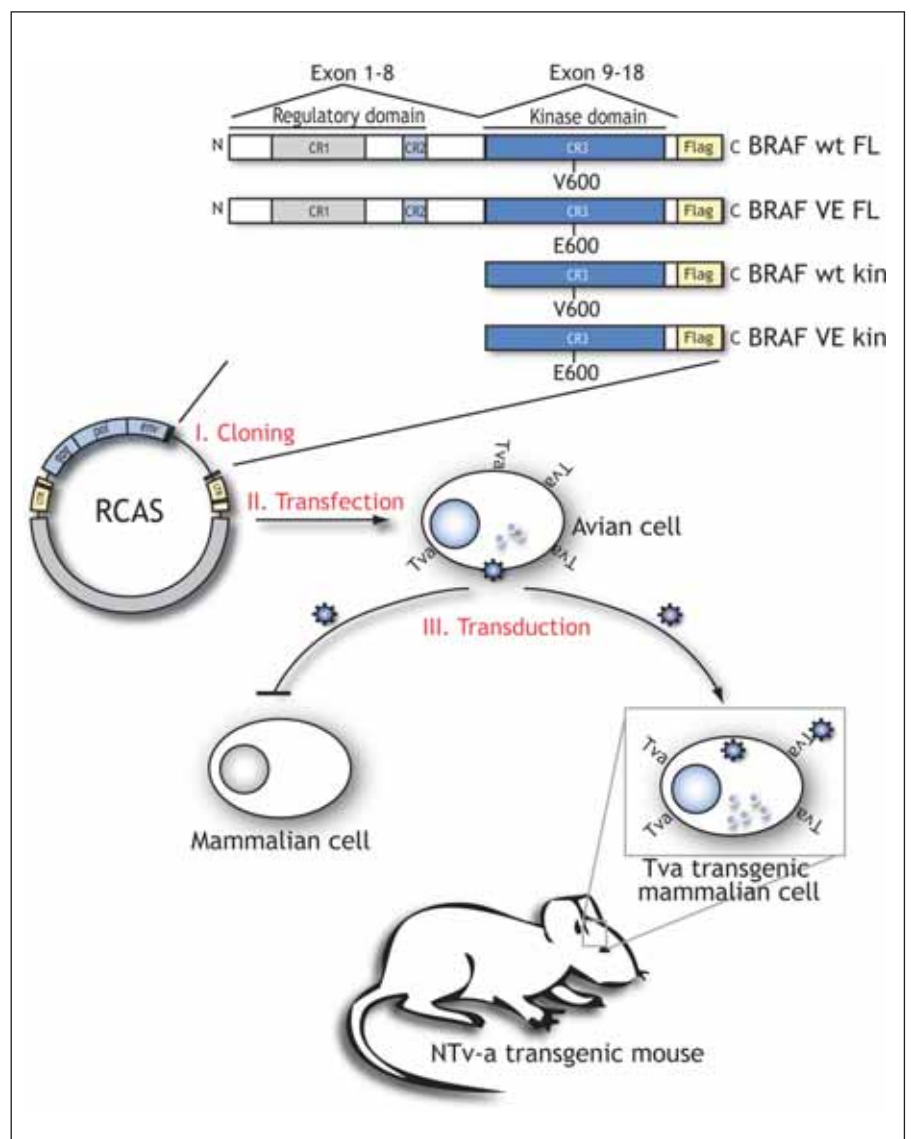 Exon 1-8 Exon 9-18
Regulatory domain Kinase domain
N CR1 CR2 CR3 Flag C BRAF wt FL
V600
N CR1 CR2 CR3 Flag C BRAF VE FL
E600
CR3 Flag C BRAF wt kin
V600
CR3 Flag C BRAF VE kin
E600
I. Cloning
pol env
RCAS
II. Transfection
Tva Tva
Tva Tva
Avian cell
III. Transduction
Mammalian cell
Tva Tva
Tva Tva
Tva transgenic
mammalian cell
NTv-a transgenic mouse